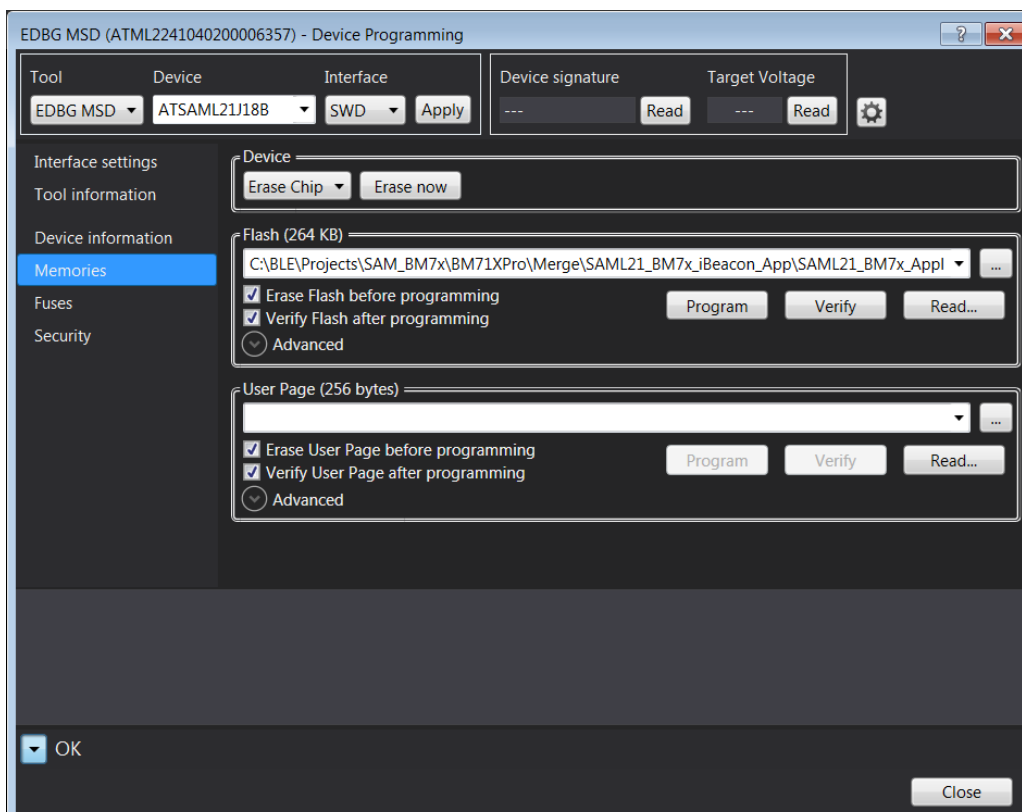 EDBG MSD (ATML2241040200006357) - Device Programming
?
Tool Device Interface Device signature Target Voltage
EDBG MSD ATSAML21J18B SWD Apply --- Read --- Read
Interface settings
Tool information
Device information
Memories
Fuses
Security
Device
Erase Chip Erase now
Flash (264 KB)
C:\BLE\Projects\SAM_BM7x\BM71XPro\Merge\SAML21_BM7x_iBeacon_App\SAML21_BM7x_Appl ...
Erase Flash before programming
Verify Flash after programming
Program Verify Read...
Advanced
User Page (256 bytes)
...
Erase User Page before programming
Verify User Page after programming
Program Verify Read...
Advanced
OK
Close